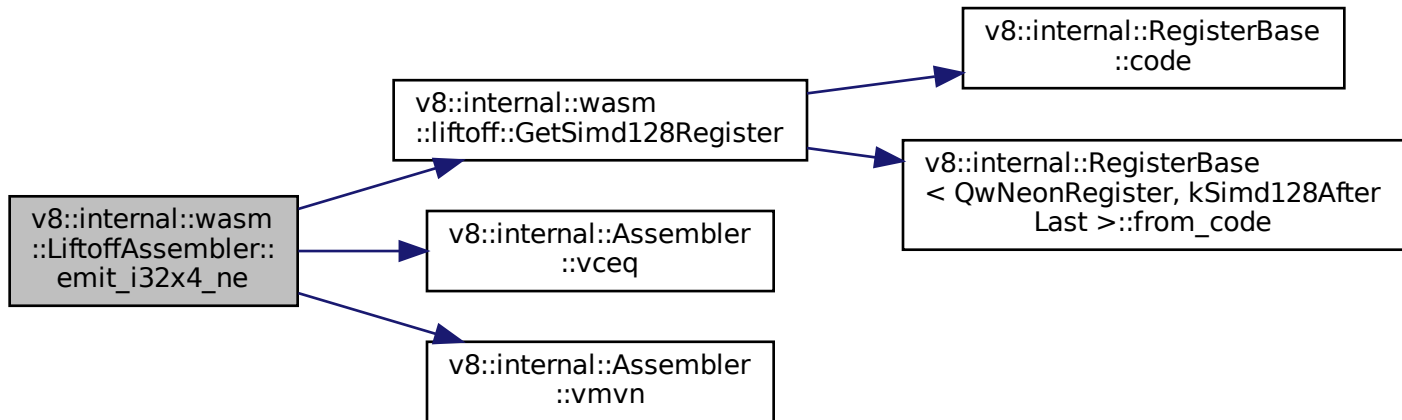 v8::internal::wasm
::LiftoffAssembler::
emit_i32x4_ne
v8::internal::wasm
::liftoff::GetSimd128Register
v8::internal::RegisterBase
::code
v8::internal::RegisterBase
< QwNeonRegister, kSimd128After
Last >::from_code
v8::internal::Assembler
::vceq
v8::internal::Assembler
::vmvn